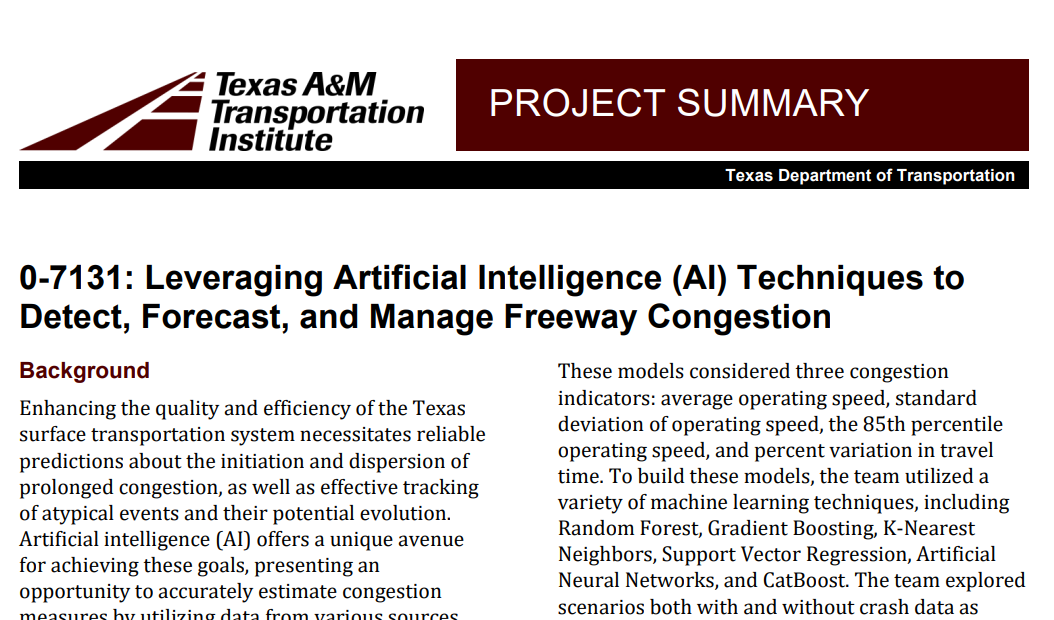 Texas A&M
Transportation
Institute
PROJECT SUMMARY
Texas Department of Transportation
0-7131: Leveraging Artificial Intelligence (AI) Techniques to
Detect, Forecast, and Manage Freeway Congestion
Background
Enhancing the quality and efficiency of the Texas
surface transportation system necessitates reliable
predictions about the initiation and dispersion of
prolonged congestion, as well as effective tracking
of atypical events and their potential evolution.
Artificial intelligence (AI) offers a unique avenue
for achieving these goals, presenting an
opportunity to accurately estimate congestion
measures by utilizing data from various sources
These models considered three congestion
indicators: average operating speed, standard
deviation of operating speed, the 85th percentile
operating speed, and percent variation in travel
time. To build these models, the team utilized a
variety of machine learning techniques, including
Random Forest, Gradient Boosting, K-Nearest
Neighbors, Support Vector Regression, Artificial
Neural Networks, and CatBoost. The team explored
scenarios both with and without crash data as